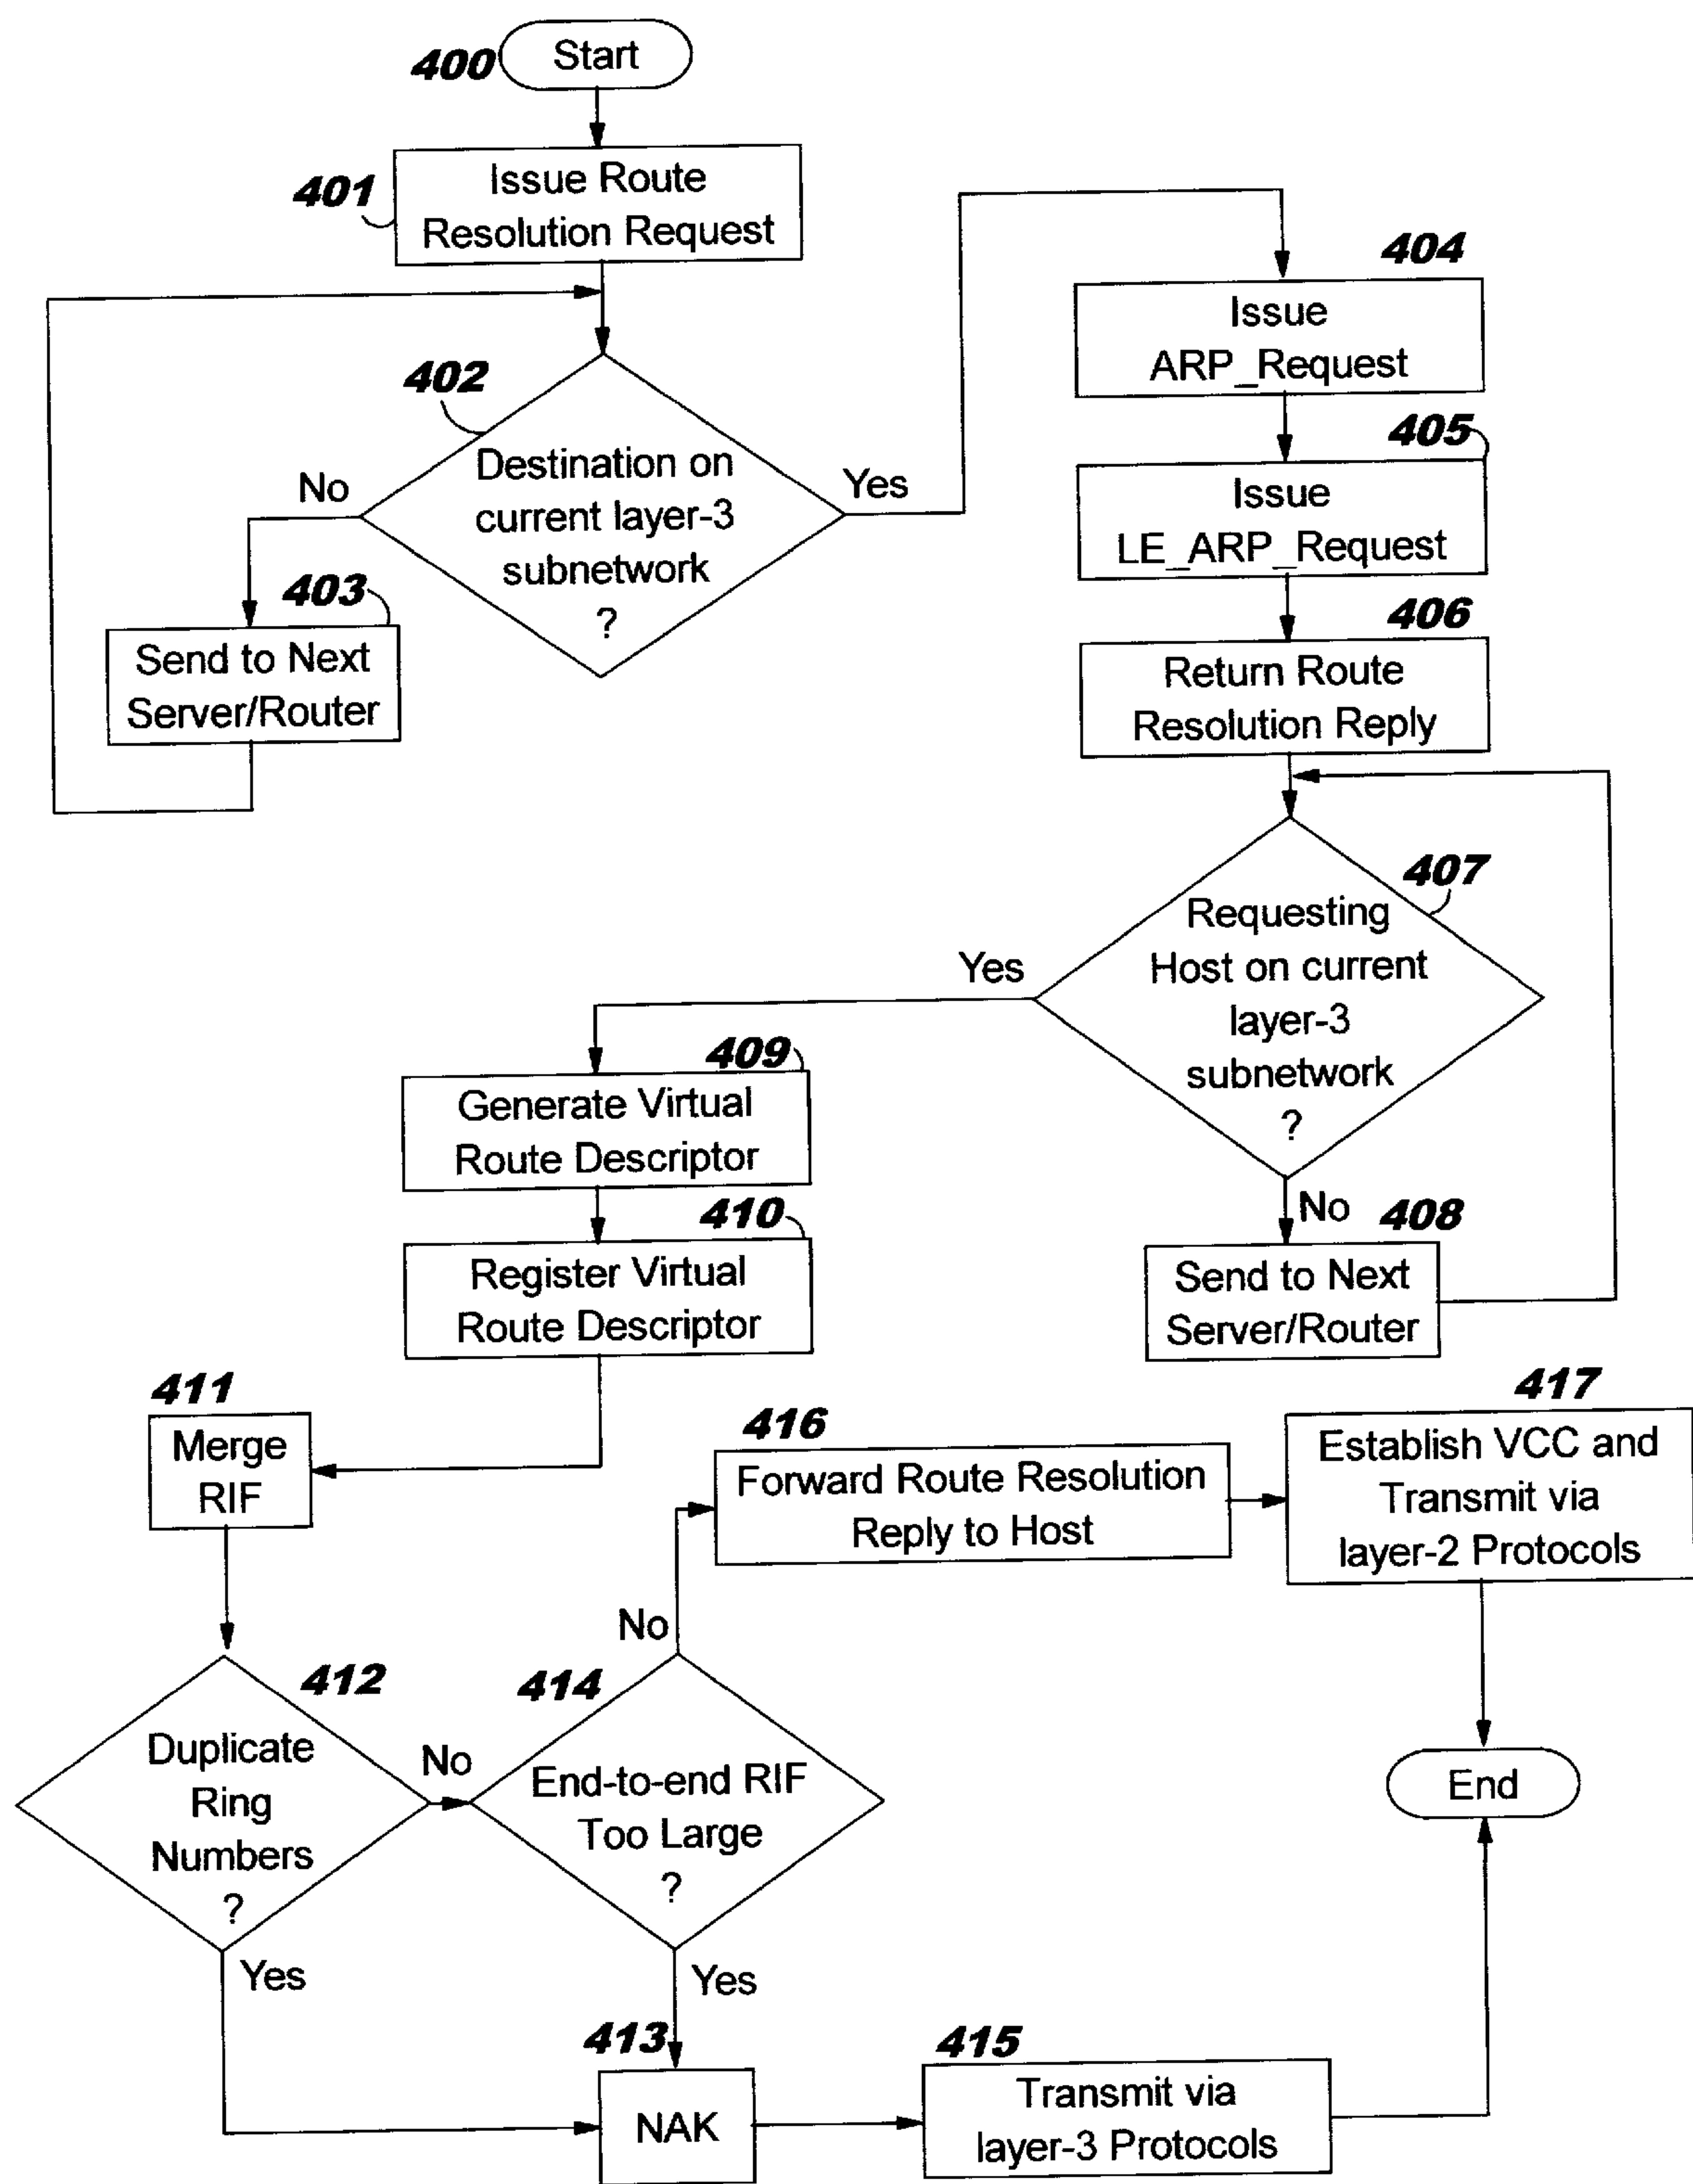 400
Start
401
Issue Route
Resolution Request
402
Destination on
current layer-3
subnetwork
?
No
Yes
403
Send to Next
Server/Router
404
Issue
ARP_Request
405
Issue
LE_ARP_Request
406
Return Route
Resolution Reply
407
Requesting
Host on current
layer-3
subnetwork
?
Yes
No
408
Send to Next
Server/Router
409
Generate Virtual
Route Descriptor
410
Register Virtual
Route Descriptor
411
Merge
RIF
412
Duplicate
Ring
Numbers
?
No
Yes
414
End-to-end RIF
Too Large
?
No
Yes
416
Forward Route Resolution
Reply to Host
417
Establish VCC and
Transmit via
layer-2 Protocols
413
NAK
415
Transmit via
layer-3 Protocols
End